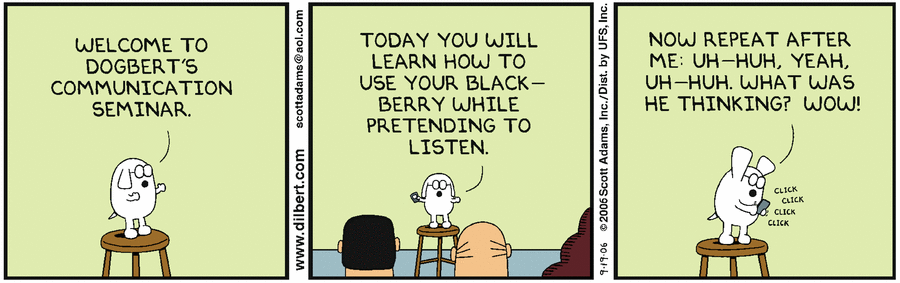 WELCOME TO
DOGBERT'S
COMMUNICATION
SEMINAR.
www.dilbert.com scottadams@aol.com
TODAY YOU WILL
LEARN HOW TO
USE YOUR BLACK-
BERRY WHILE
PRETENDING TO
LISTEN.
9-19-06 © 2006 Scott Adams, Inc./Dist. by UFS, Inc.
NOW REPEAT AFTER
ME: UH-HUH, YEAH,
UH-HUH. WHAT WAS
HE THINKING? WOW!
CLICK
CLICK
CLICK
CLICK